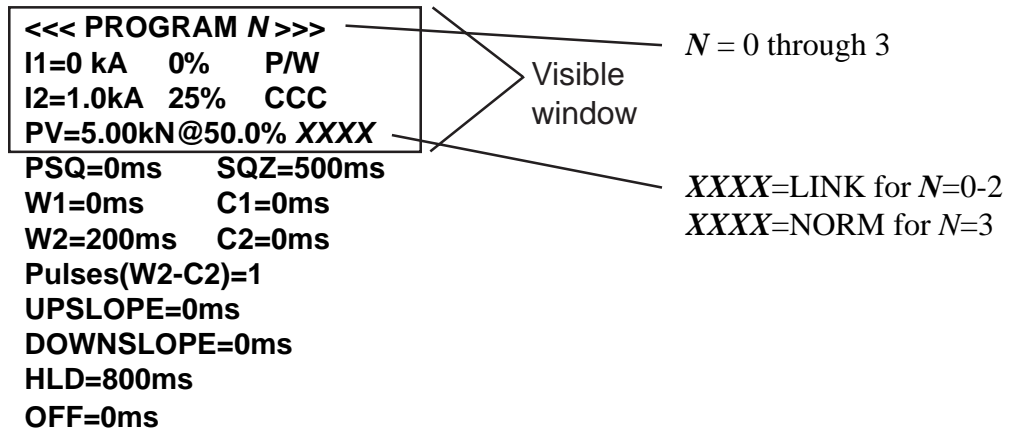 <<< PROGRAM N >>>
I1=0 kA 0% P/W
I2=1.0kA 25% CCC
PV=5.00kN@50.0% XXXX
PSQ=0ms SQZ=500ms
W1=0ms C1=0ms
W2=200ms C2=0ms
Pulses(W2-C2)=1
UPSLOPE=0ms
DOWNSLOPE=0ms
HLD=800ms
OFF=0ms
Visible
window
N = 0 through 3
XXXX=LINK for N=0-2
XXXX=NORM for N=3